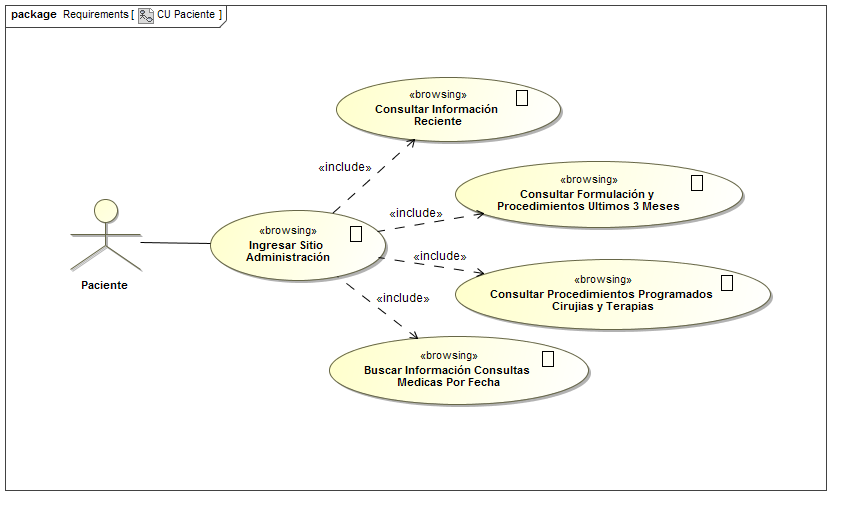 package Requirements [ CU Paciente ]
«browsing»
Consultar Información
Reciente
«include»
«browsing»
Consultar Formulación y
Procedimientos Ultimos 3 Meses
«include»
«browsing»
Ingresar Sitio
Administración
«include»
«browsing»
Consultar Procedimientos Programados
Cirujias y Terapias
Paciente
«include»
«browsing»
Buscar Información Consultas
Medicas Por Fecha